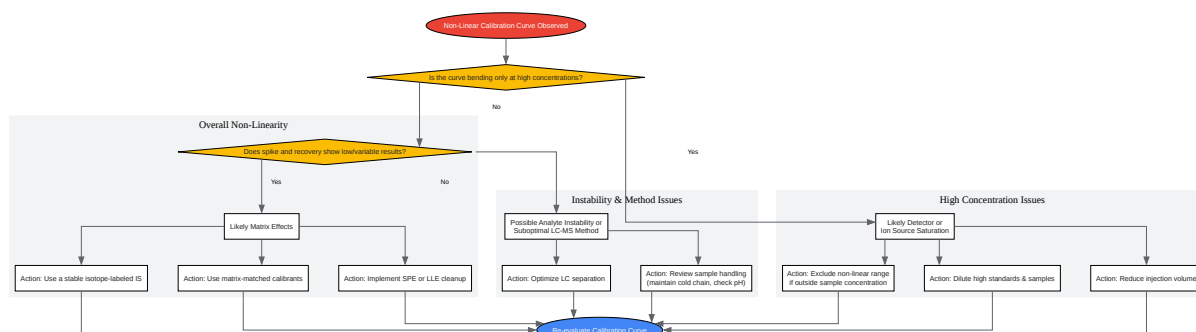 Non-Linear Calibration Curve Observed
Is the curve bending only at high concentrations?
No
Overall Non-Linearity
Does spike and recovery show low/variable results?
Yes
Yes
No
Instability & Method Issues
High Concentration Issues
Likely Matrix Effects
Possible Analyte Instability or
Suboptimal LC-MS Method
Likely Detector or
Ion Source Saturation
Action: Use a stable isotope-labeled IS
Action: Use matrix-matched calibrants
Action: Implement SPE or LLE cleanup
Action: Optimize LC separation
Action: Review sample handling
(maintain cold chain, check pH)
Action: Exclude non-linear range
if outside sample concentration
Action: Dilute high standards & samples
Action: Reduce injection volume
Re-evaluate Calibration Curve